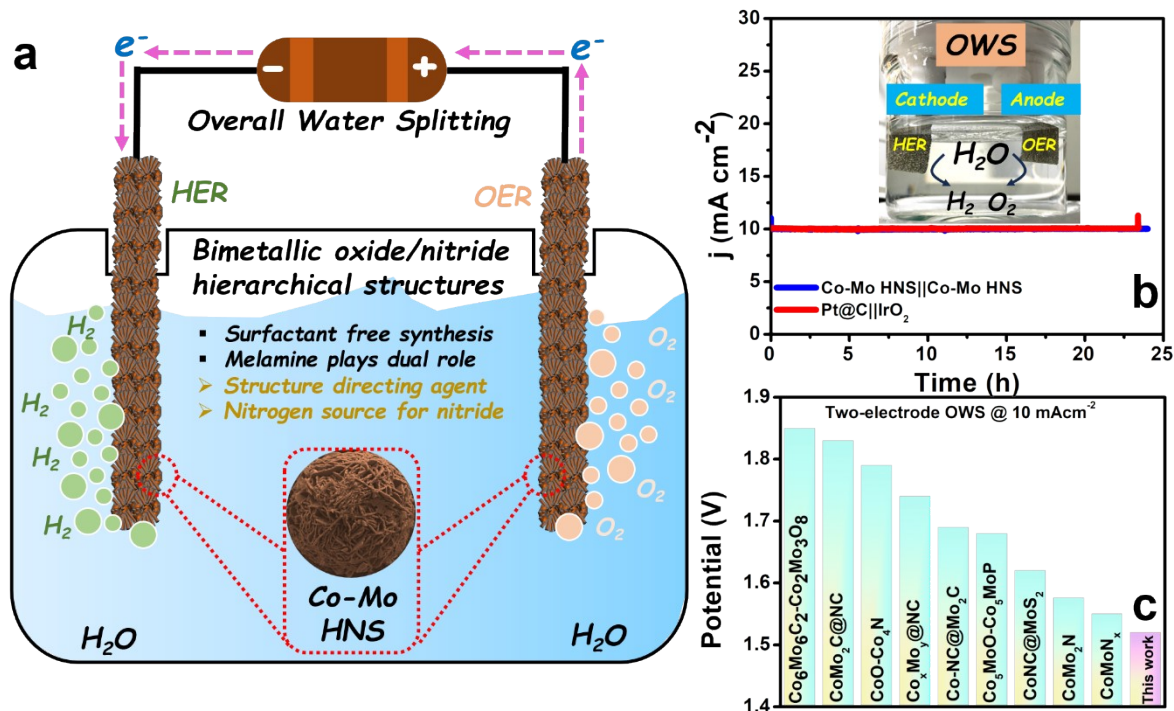 a
e⁻
e⁻
−
+
Overall Water Splitting
HER
OER
Bimetallic oxide/nitride
hierarchical structures
▪ Surfactant free synthesis
▪ Melamine plays dual role
➢ Structure directing agent
➢ Nitrogen source for nitride
H₂
H₂
H₂
H₂
H₂
O₂
O₂
O₂
O₂
O₂
Co-Mo
HNS
H₂O
H₂O
b
j (mA cm⁻²)
30
25
20
15
10
5
0
OWS
Cathode
Anode
HER
OER
H₂O
H₂ O₂
Co-Mo HNS||Co-Mo HNS
Pt@C||IrO₂
0
5
10
15
20
25
Time (h)
c
Two-electrode OWS @ 10 mAcm⁻²
Potential (V)
1.9
1.8
1.7
1.6
1.5
1.4
Co₆Mo₆C₂-Co₂Mo₃O₈
CoMo₂C@NC
CoO-Co₄N
CoₓMoᵧ@NC
Co-NC@Mo₂C
Co₅MoO-Co₅MoP
CoNC@MoS₂
CoMo₂N
CoMoNₓ
This work